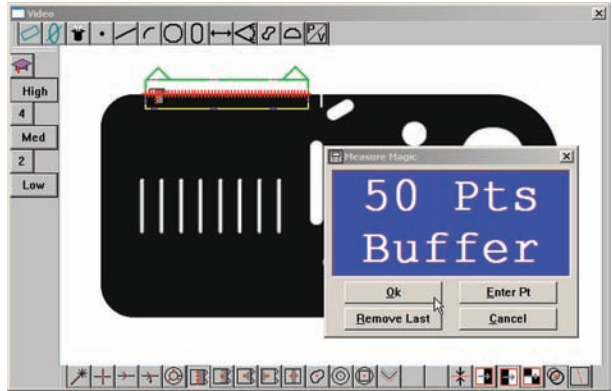 Video
P/V
High
4
Med
2
Low
Measure Magic
50 Pts
Buffer
Ok
Enter Pt
Remove Last
Cancel